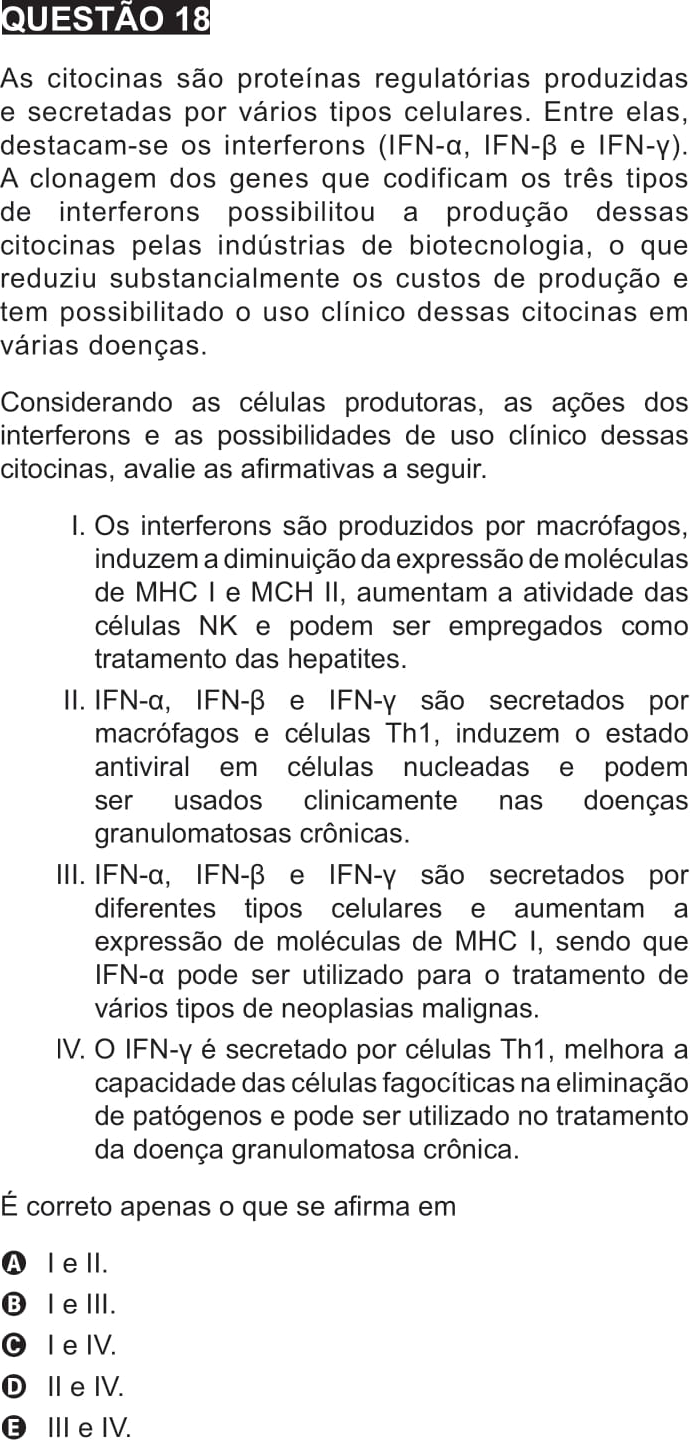 QUESTÃO 18
As citocinas são proteínas regulatórias produzidas
e secretadas por vários tipos celulares. Entre elas,
destacam-se os interferons (IFN-α, IFN-β e IFN-γ).
A clonagem dos genes que codificam os três tipos
de interferons possibilitou a produção dessas
citocinas pelas indústrias de biotecnologia, o que
reduziu substancialmente os custos de produção e
tem possibilitado o uso clínico dessas citocinas em
várias doenças.
Considerando as células produtoras, as ações dos
interferons e as possibilidades de uso clínico dessas
citocinas, avalie as afirmativas a seguir.
I. Os interferons são produzidos por macrófagos,
induzem a diminuição da expressão de moléculas
de MHC I e MCH II, aumentam a atividade das
células NK e podem ser empregados como
tratamento das hepatites.
II. IFN-α, IFN-β e IFN-γ são secretados por
macrófagos e células Th1, induzem o estado
antiviral em células nucleadas e podem
ser usados clinicamente nas doenças
granulomatosas crônicas.
III. IFN-α, IFN-β e IFN-γ são secretados por
diferentes tipos celulares e aumentam a
expressão de moléculas de MHC I, sendo que
IFN-α pode ser utilizado para o tratamento de
vários tipos de neoplasias malignas.
IV. O IFN-γ é secretado por células Th1, melhora a
capacidade das células fagocíticas na eliminação
de patógenos e pode ser utilizado no tratamento
da doença granulomatosa crônica.
É correto apenas o que se afirma em
A I e II.
B I e III.
C I e IV.
D II e IV.
E III e IV.